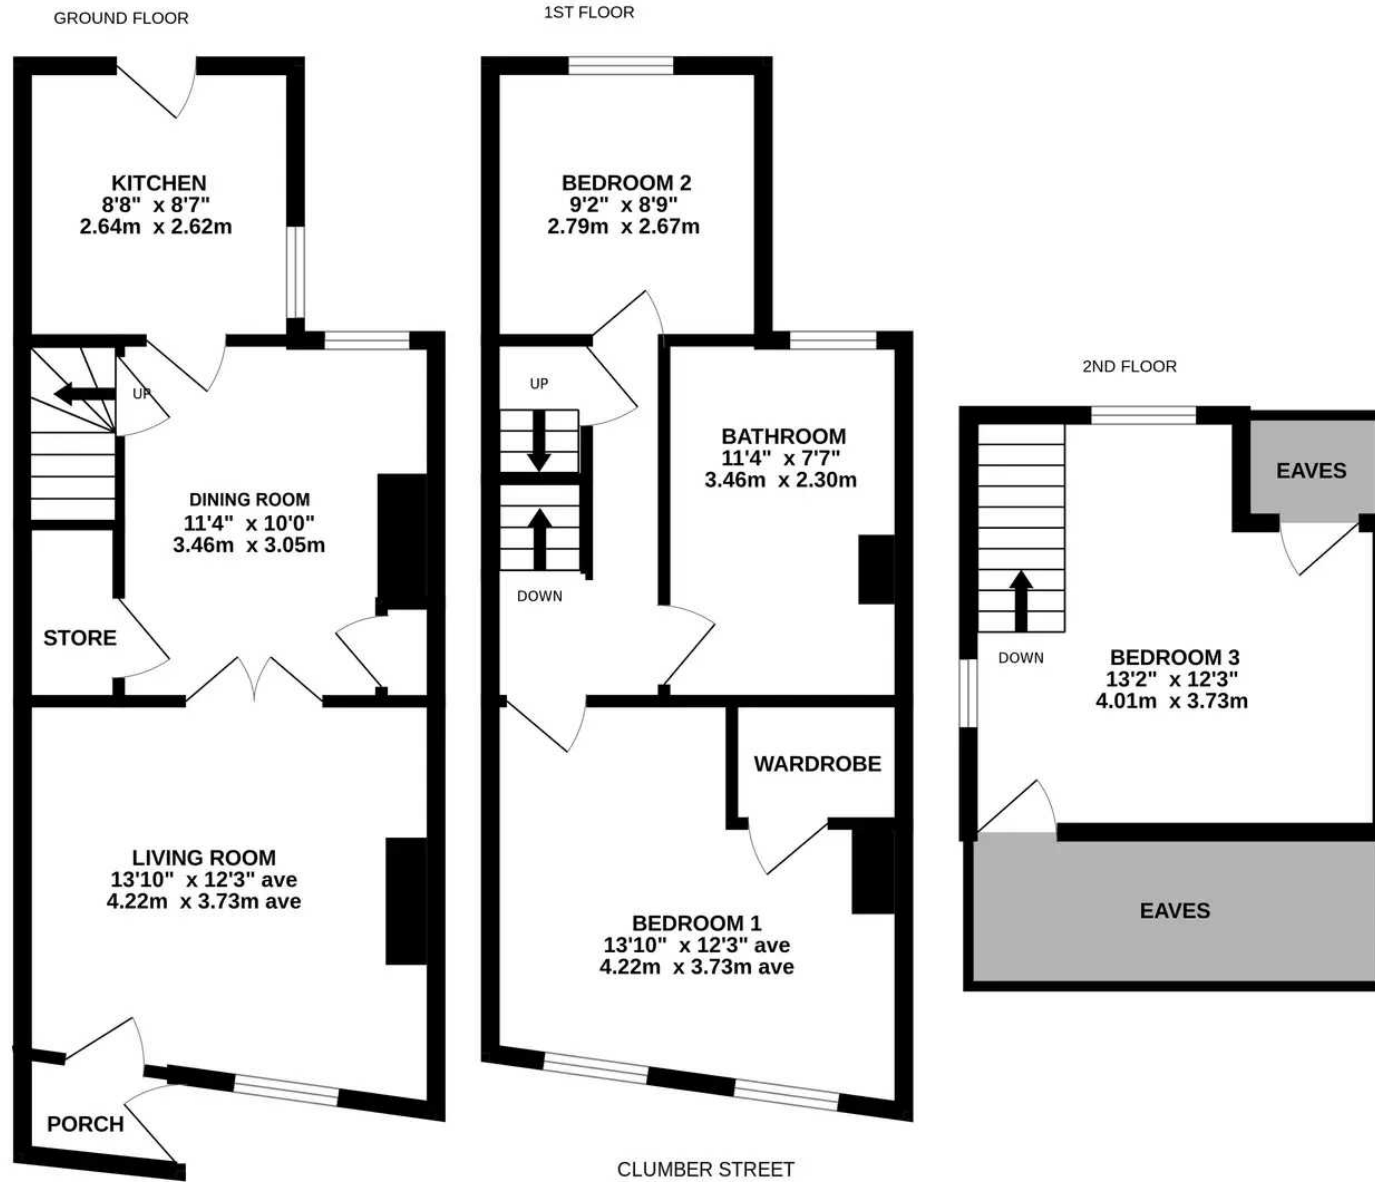 GROUND FLOOR
KITCHEN
8'8"  x 8'7"
2.64m  x 2.62m
UP
DINING ROOM
11'4"  x 10'0"
3.46m  x 3.05m
STORE
LIVING ROOM
13'10"  x 12'3" ave
4.22m  x 3.73m ave
PORCH
1ST FLOOR
BEDROOM 2
9'2"  x 8'9"
2.79m  x 2.67m
UP
BATHROOM
11'4"  x 7'7"
3.46m  x 2.30m
DOWN
WARDROBE
BEDROOM 1
13'10"  x 12'3" ave
4.22m  x 3.73m ave
2ND FLOOR
EAVES
DOWN
BEDROOM 3
13'2"  x 12'3"
4.01m  x 3.73m
EAVES
CLUMBER STREET